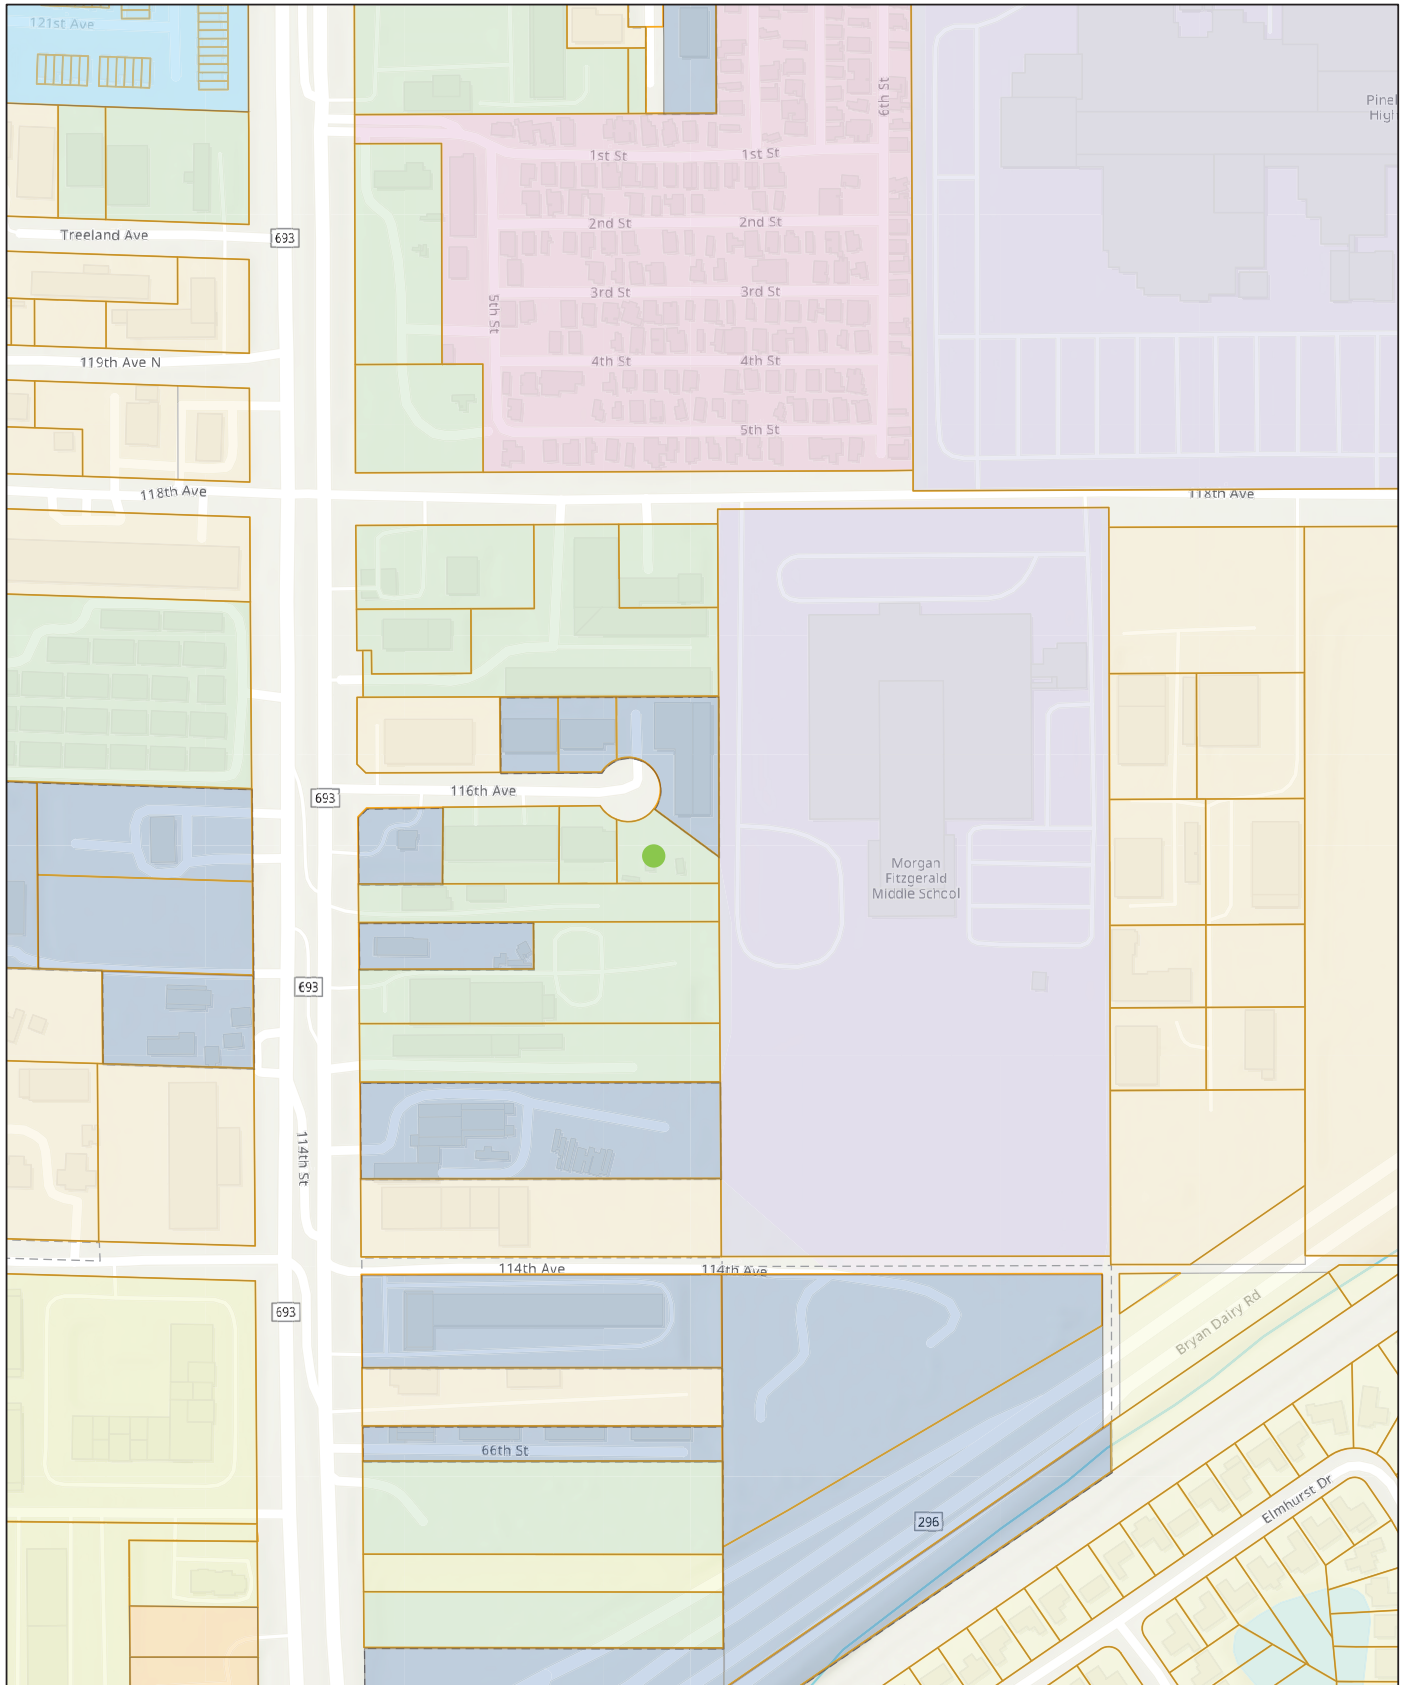 121st Ave
Pinel
High
6th St
1st St
1st St
2nd St
2nd St
Treeland Ave
693
3rd St
3rd St
5th St
119th Ave N
4th St
4th St
5th St
118th Ave
118th Ave
116th Ave
693
Morgan
Fitzgerald
Middle School
693
114th St
114th Ave
114th Ave
693
Bryan Dairy Rd
66th St
296
Elmhurst Dr